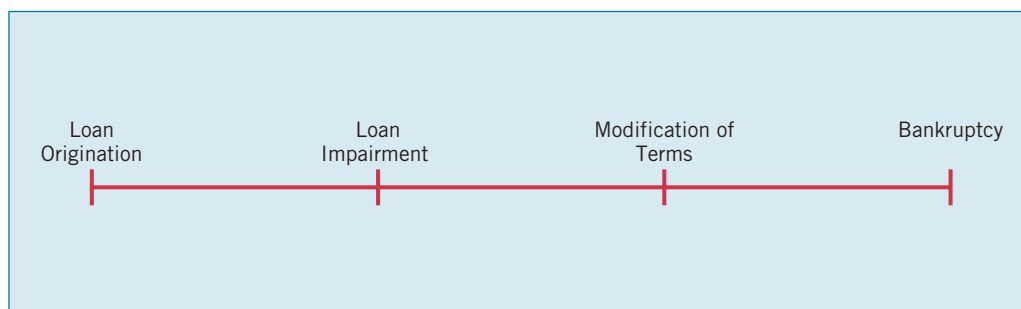 Loan
Origination
Loan
Impairment
Modification of
Terms
Bankruptcy